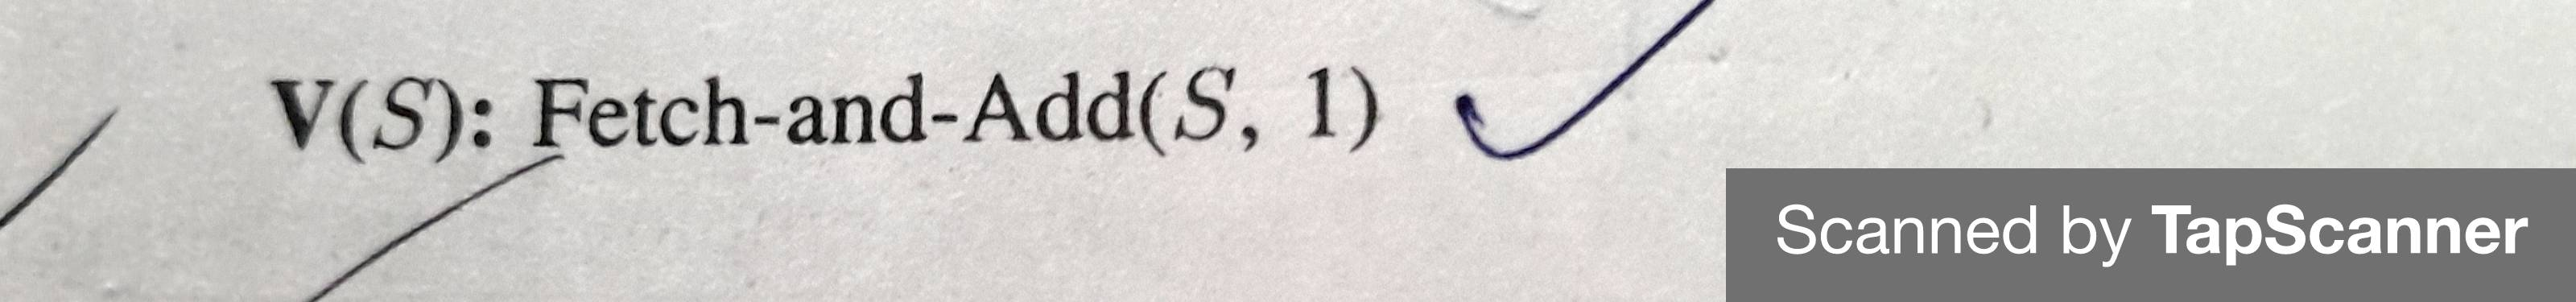 V(S): Fetch-and-Add(S, 1)
Scanned by TapScanner